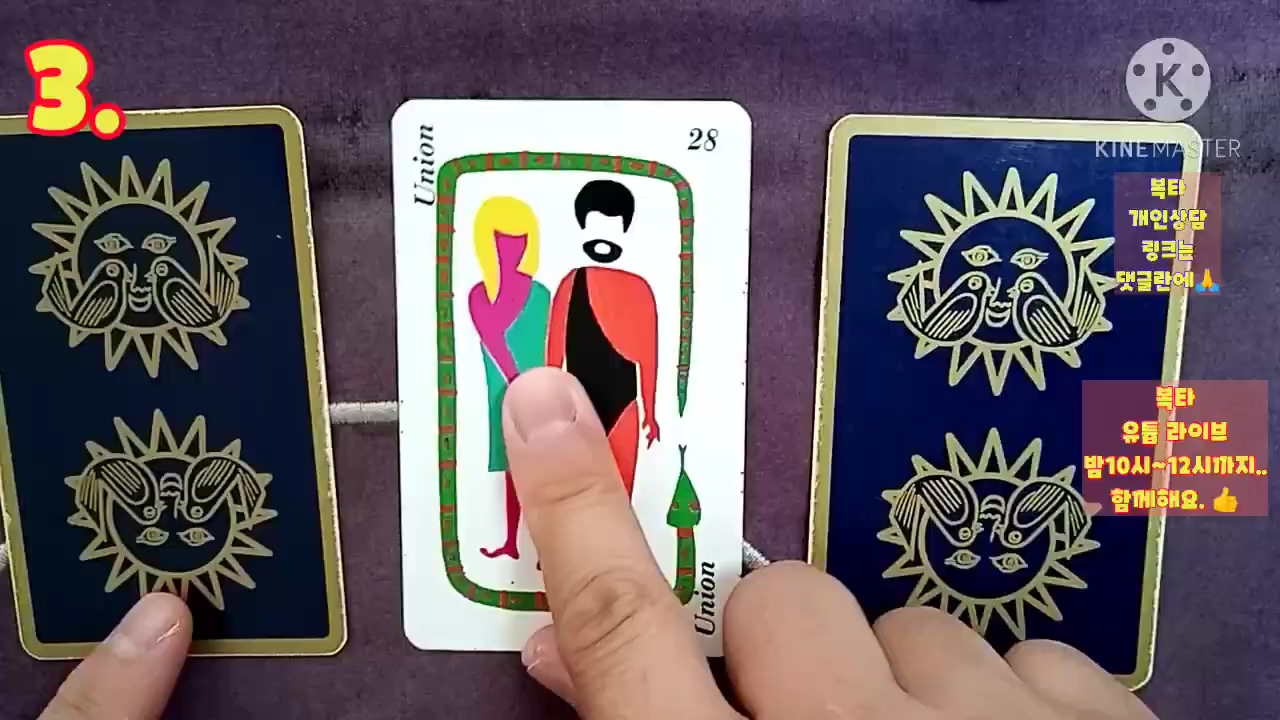 3.
Union
28
Union
KINEMASTER
복타
개인상담
링크는
댓글란에🙏
복타
유튭 라이브
밤10시~12시까지..
함께해요. 👍